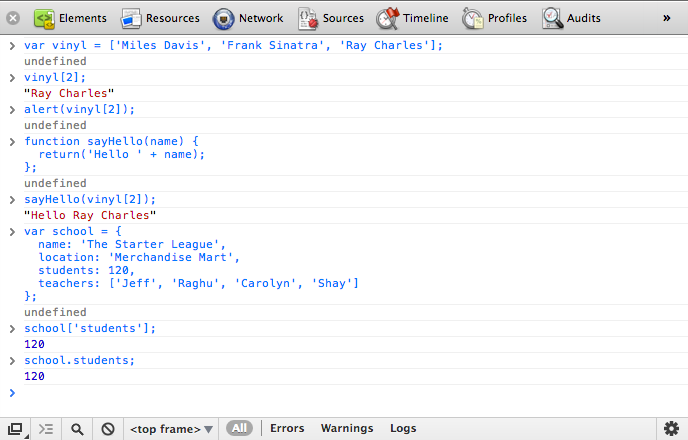 Elements Resources Network Sources Timeline Profiles Audits »
> var vinyl = ['Miles Davis', 'Frank Sinatra', 'Ray Charles'];
undefined
> vinyl[2];
"Ray Charles"
> alert(vinyl[2]);
undefined
> function sayHello(name) {
  return('Hello ' + name);
};
undefined
> sayHello(vinyl[2]);
"Hello Ray Charles"
> var school = {
  name: 'The Starter League',
  location: 'Merchandise Mart',
  students: 120,
  teachers: ['Jeff', 'Raghu', 'Carolyn', 'Shay']
};
undefined
> school['students'];
120
> school.students;
120
>
<top frame> ▼ All Errors Warnings Logs